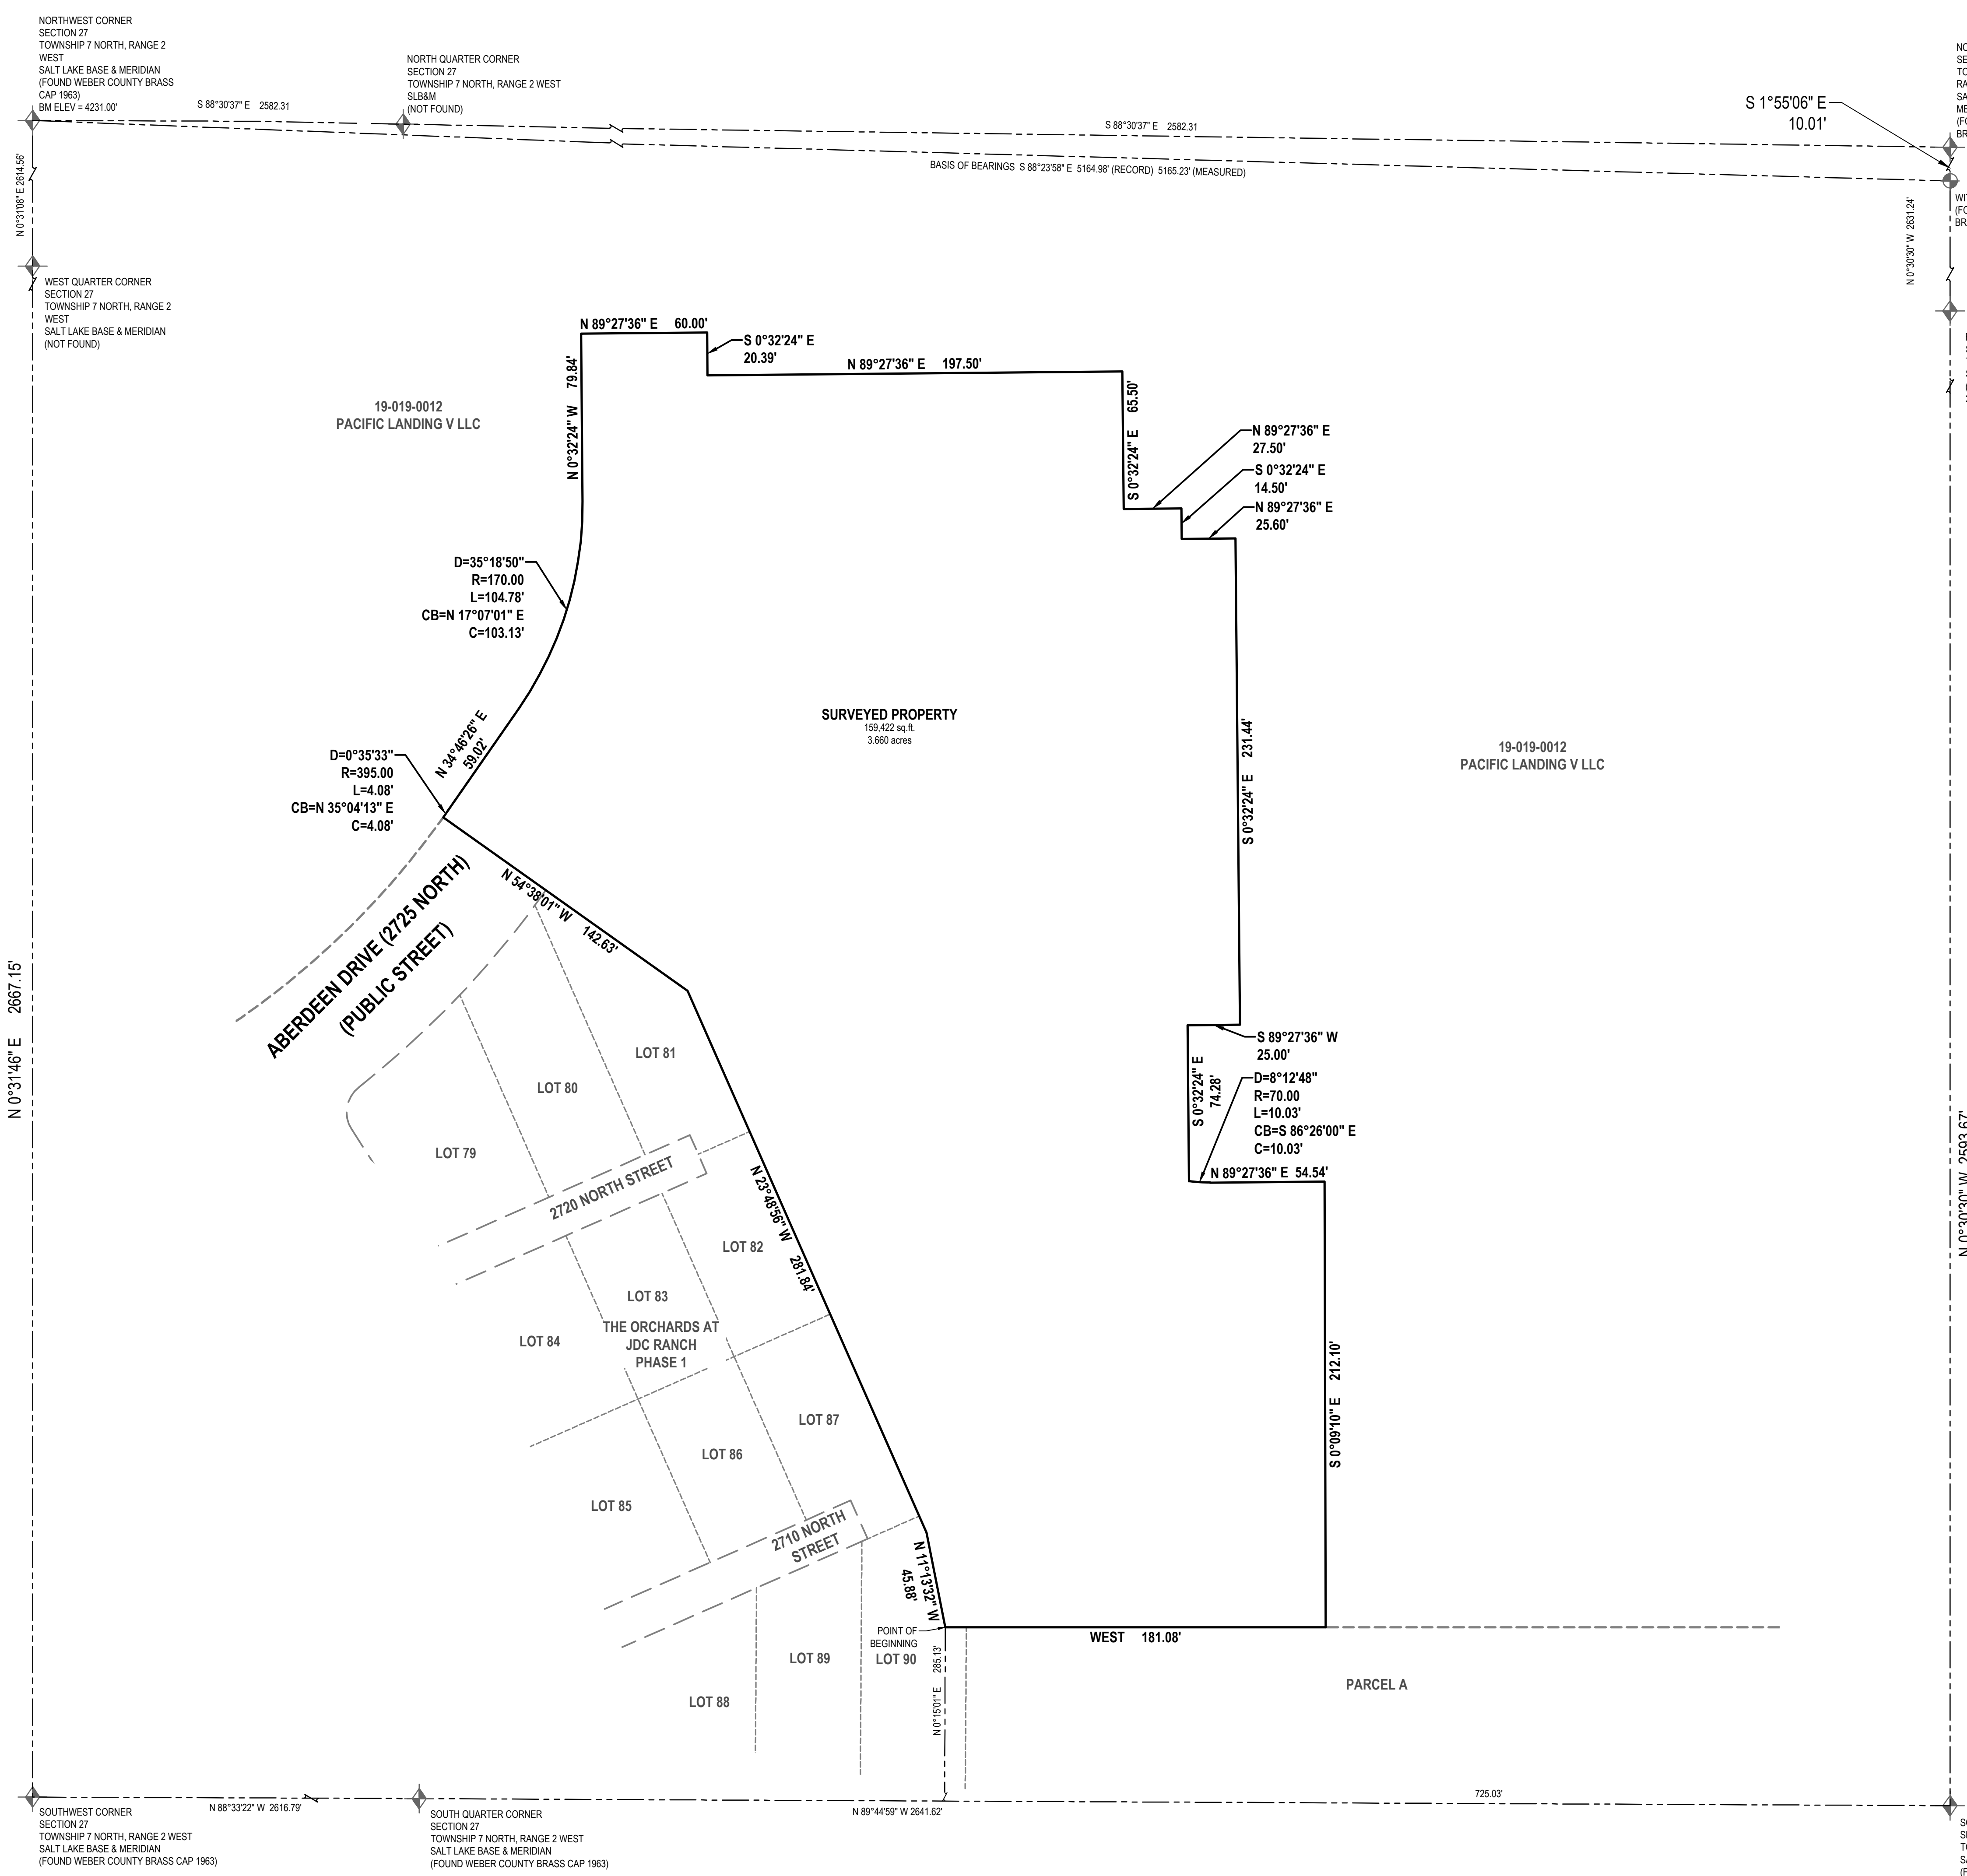 NORTHWEST CORNER
SECTION 27
TOWNSHIP 7 NORTH, RANGE 2
WEST
SALT LAKE BASE & MERIDIAN
(FOUND WEBER COUNTY BRASS
CAP 1963)
BM ELEV = 4231.00'
S 88°30'37" E 2582.31
NORTH QUARTER CORNER
SECTION 27
TOWNSHIP 7 NORTH, RANGE 2 WEST
SLB&M
(NOT FOUND)
S 88°30'37" E 2582.31
BASIS OF BEARINGS S 88°23'58" E 5164.98' (RECORD) 5165.23' (MEASURED)
S 1°55'06" E
10.01'
N 0°31'08" E 2614.56'
N 0°30'30" W 2631.24'
WEST QUARTER CORNER
SECTION 27
TOWNSHIP 7 NORTH, RANGE 2
WEST
SALT LAKE BASE & MERIDIAN
(NOT FOUND)
N 89°27'36" E 60.00'
S 0°32'24" E
20.39'
N 89°27'36" E 197.50'
N 0°32'24" W 79.84'
S 0°32'24" E 65.50'
19-019-0012
PACIFIC LANDING V LLC
N 89°27'36" E
27.50'
S 0°32'24" E
14.50'
N 89°27'36" E
25.60'
D=35°18'50"
R=170.00
L=104.78'
CB=N 17°07'01" E
C=103.13'
SURVEYED PROPERTY
159,422 sq.ft.
3.660 acres
N 34°46'26" E
59.02'
S 0°32'24" E 231.44'
19-019-0012
PACIFIC LANDING V LLC
D=0°35'33"
R=395.00
L=4.08'
CB=N 35°04'13" E
C=4.08'
N 54°38'01" W 142.63'
ABERDEEN DRIVE (2725 NORTH)
(PUBLIC STREET)
N 0°31'46" E 2667.15'
S 89°27'36" W
25.00'
S 0°32'24" E
74.28'
D=8°12'48"
R=70.00
L=10.03'
CB=S 86°26'00" E
C=10.03'
N 89°27'36" E 54.54'
N 0°30'30" W 2593.67'
LOT 81
LOT 80
LOT 79
2720 NORTH STREET
N 23°48'56" W 281.84'
LOT 82
LOT 83
LOT 84
THE ORCHARDS AT
JDC RANCH
PHASE 1
S 0°09'10" E 212.10'
LOT 87
LOT 86
LOT 85
2710 NORTH
STREET
N 11°13'32" W
45.88'
POINT OF
BEGINNING
WEST 181.08'
LOT 90
LOT 89
LOT 88
N 0°15'01" E 285.13'
PARCEL A
725.03'
N 88°33'22" W 2616.79'
N 89°44'59" W 2641.62'
SOUTHWEST CORNER
SECTION 27
TOWNSHIP 7 NORTH, RANGE 2 WEST
SALT LAKE BASE & MERIDIAN
(FOUND WEBER COUNTY BRASS CAP 1963)
SOUTH QUARTER CORNER
SECTION 27
TOWNSHIP 7 NORTH, RANGE 2 WEST
SALT LAKE BASE & MERIDIAN
(FOUND WEBER COUNTY BRASS CAP 1963)